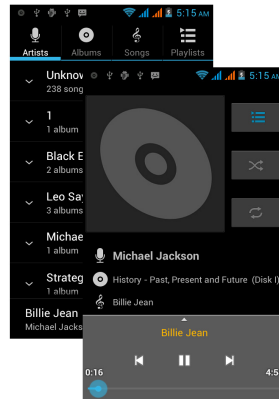 5:15 AM
Artists Albums Songs Playlists
238 song
1
1 album
Black E
2 albums
Leo Sa
3 albums
Michae
1 album
Strateg
1 album
Billie Jean
Michael Jacks
5:15 AM
Michael Jackson
History - Past, Present and Future (Disk I)
Billie Jean
Billie Jean
0:16
4:5